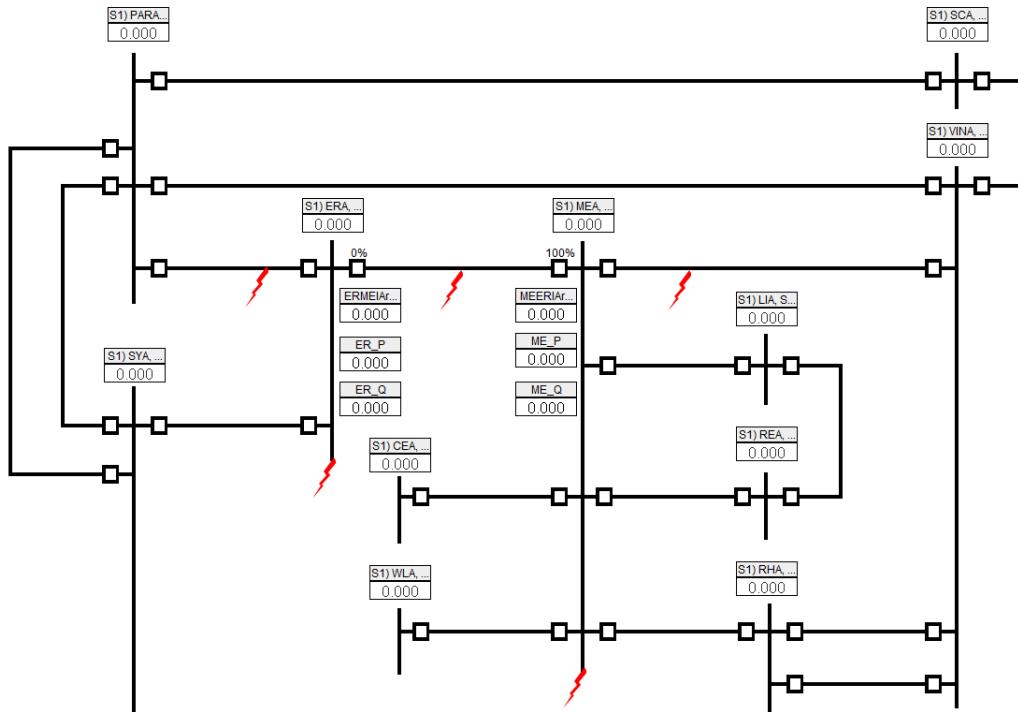 S1) PARA...
0.000
S1) SCA, ...
0.000
S1) VINA, ...
0.000
S1) ERA, ...
0.000
S1) MEA, ...
0.000
0%
100%
ERMEIAr...
0.000
MEERIAr...
0.000
S1) LIA, S...
0.000
ER_P
0.000
ME_P
0.000
S1) SYA, ...
0.000
ER_Q
0.000
ME_Q
0.000
S1) CEA, ...
0.000
S1) REA, ...
0.000
S1) WLA, ...
0.000
S1) RHA, ...
0.000